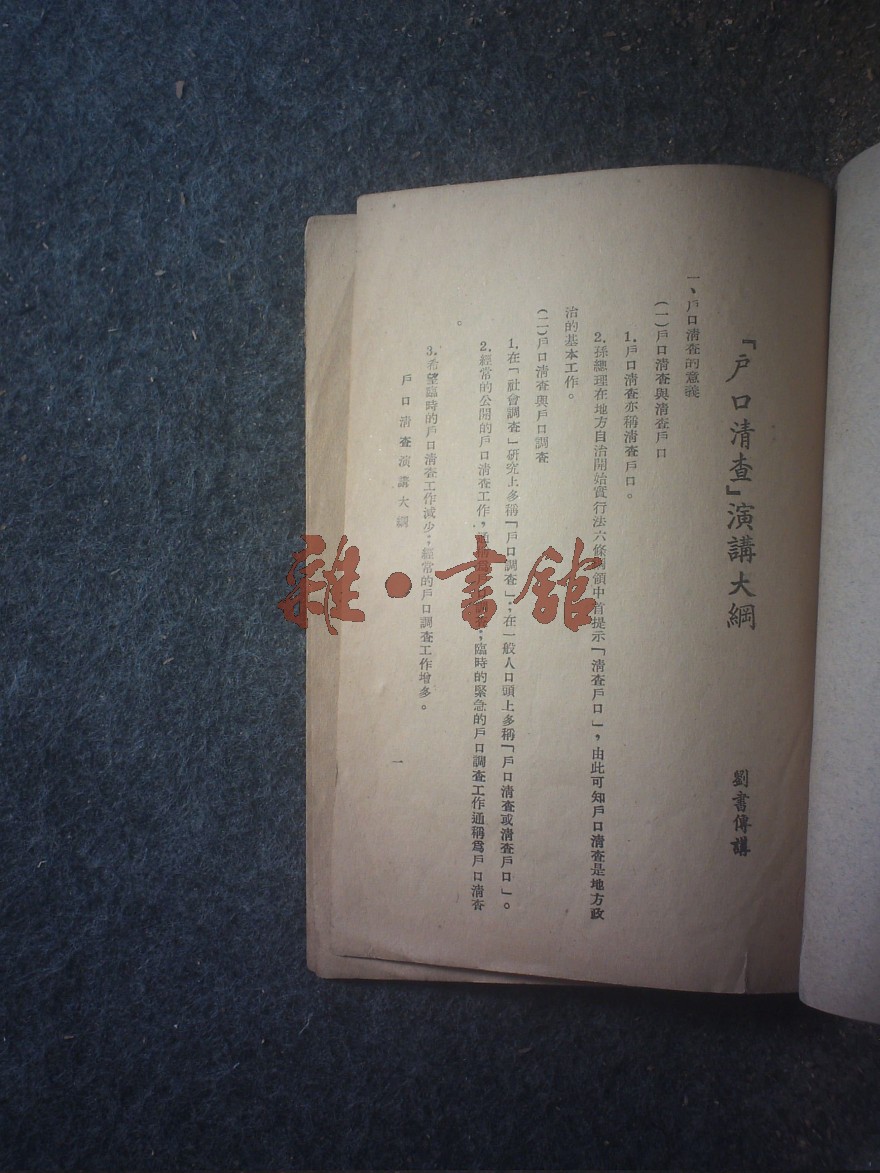 『戶口清查』演講大綱
劉書傳講
一、戶口清查的意義
(一)戶口清查與清查戶口
1.戶口清查亦稱清查戶口。
2.孫總理在地方自治開始實行法六條綱領中首提示「清查戶口」，由此可知戶口清查是地方政
治的基本工作。
(二)戶口清查與戶口調查
1.在「社會調查」研究上多稱「戶口調查」；在一般人口頭上多稱「戶口清查或清查戶口」。
2.經常的公開的戶口清查工作，通稱為戶口調查；臨時的緊急的戶口調查工作通稱爲戶口清查
。
3.希望臨時的戶口清查工作減少；經常的戶口調查工作增多。
戶口清查演講大綱
一
雜·書館